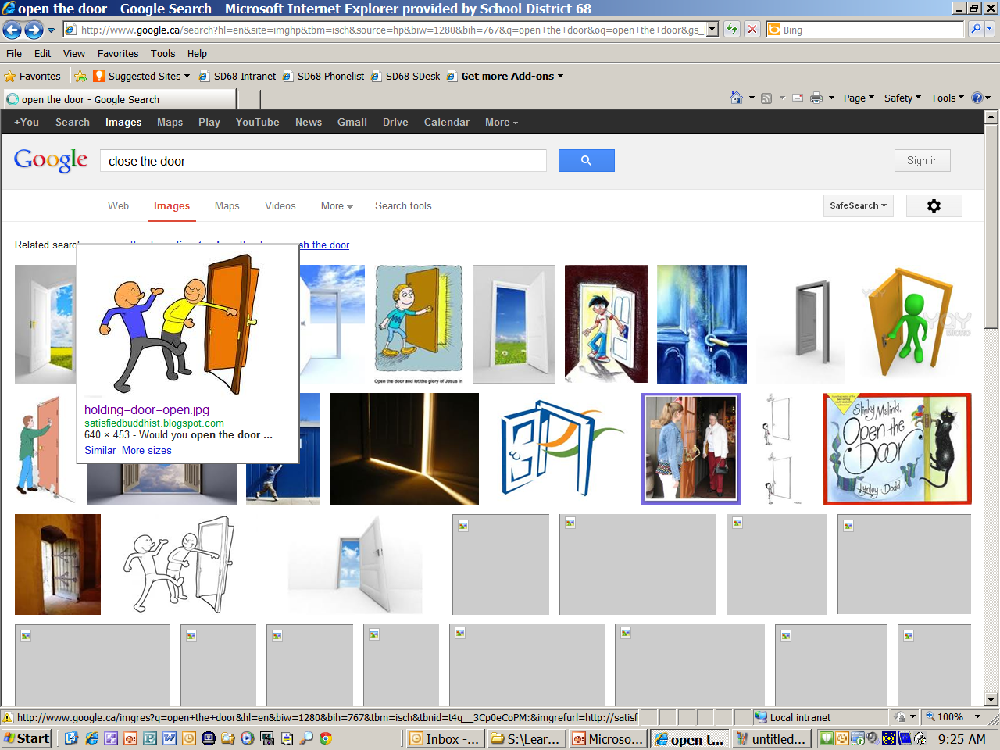 open the door - Google Search - Microsoft Internet Explorer provided by School District 68
http://www.google.ca/search?hl=en&site=imghp&tbm=isch&source=hp&biw=1280&bih=767&q=open+the+door&oq=open+the+door&gs_
Bing
File Edit View Favorites Tools Help
Favorites Suggested Sites SD68 Intranet SD68 Phonelist SD68 SDesk Get more Add-ons
open the door - Google Search
Page Safety Tools
+You Search Images Maps Play YouTube News Gmail Drive Calendar More
Google close the door Sign in
Web Images Maps Videos More Search tools SafeSearch
Related searc sh the door
Open the door and let the glory of Jesus in
YAY
MICRO
holding-door-open.jpg
satisfiedbuddhist.blogspot.com
640 × 453 - Would you open the door ...
Similar More sizes
Slinky Malinki,
Open the
Door
Lynley Dodd
http://www.google.ca/imgres?q=open+the+door&hl=en&biw=1280&bih=767&tbm=isch&tbnid=t4q__3Cp0eCoPM:&imgrefurl=http://satisf
Local intranet 100%
Start Inbox -... S:\Lear... Microso... open t... untitled... 9:25 AM